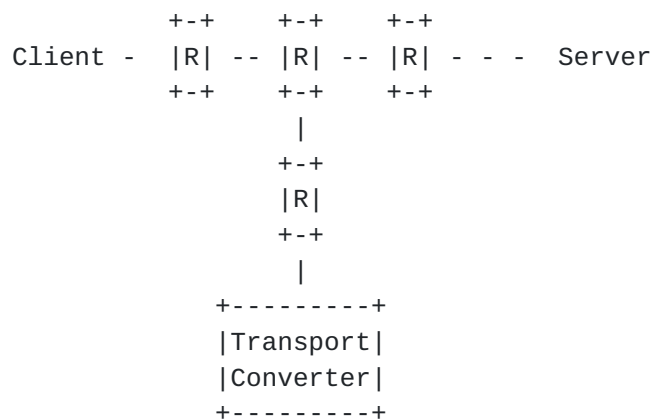 +-+ +-+ +-+
Client - |R| -- |R| -- |R| - - - Server
+-+ +-+ +-+
|
+-+
|R|
+-+
|
+---------+
|Transport|
|Converter|
+---------+